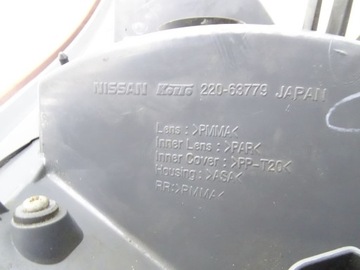 NISSAN KOITO 220-63779 JAPAN
Lens: >PMMA<
Inner Lens: >PAR<
Inner Cover: >PP-T20<
Housing: >ASA<
RR: >PMMA<